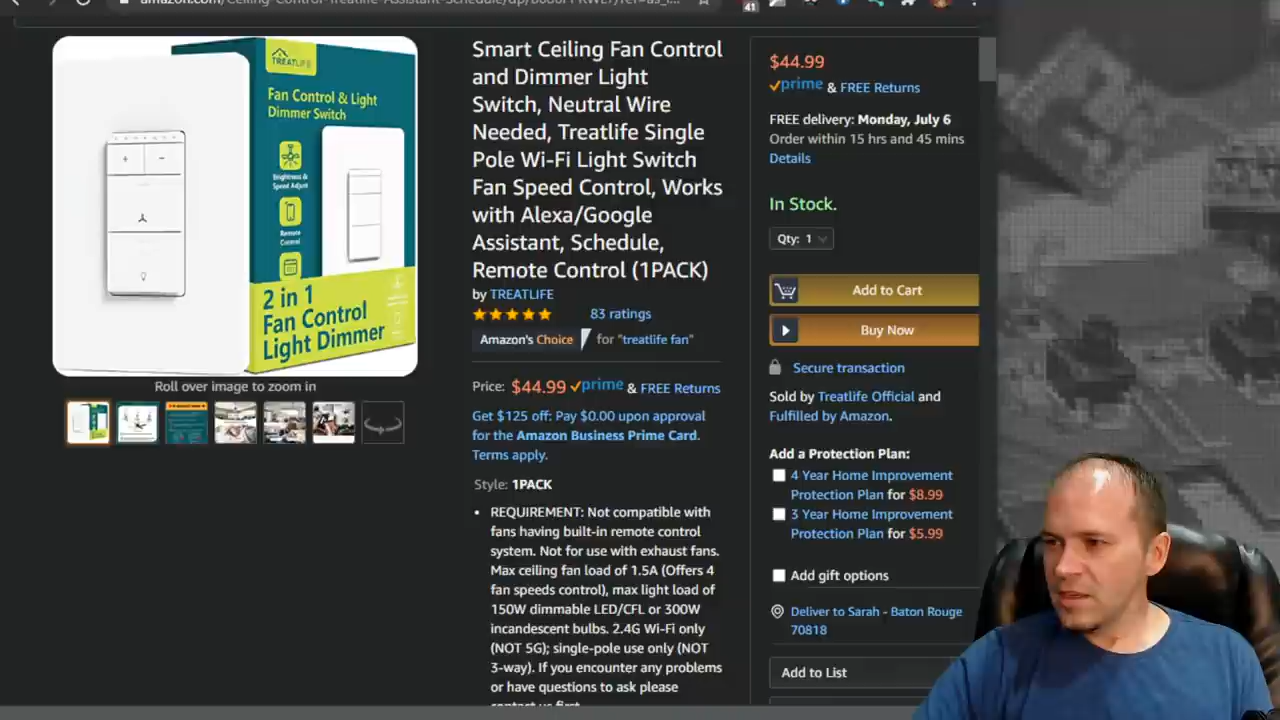 41
TREATLIFE
Fan Control & Light
Dimmer Switch
Brightness &
Speed Adjust
Remote
Control
2 in 1
Fan Control
Light Dimmer
Roll over image to zoom in
Smart Ceiling Fan Control
and Dimmer Light
Switch, Neutral Wire
Needed, Treatlife Single
Pole Wi-Fi Light Switch
Fan Speed Control, Works
with Alexa/Google
Assistant, Schedule,
Remote Control (1PACK)
by TREATLIFE
83 ratings
Amazon's Choice for "treatlife fan"
Price: $44.99 prime & FREE Returns
Get $125 off: Pay $0.00 upon approval
for the Amazon Business Prime Card.
Terms apply.
Style: 1PACK
• REQUIREMENT: Not compatible with
fans having built-in remote control
system. Not for use with exhaust fans.
Max ceiling fan load of 1.5A (Offers 4
fan speeds control), max light load of
150W dimmable LED/CFL or 300W
incandescent bulbs. 2.4G Wi-Fi only
(NOT 5G); single-pole use only (NOT
3-way). If you encounter any problems
or have questions to ask please
contact us first.
$44.99
prime & FREE Returns
FREE delivery: Monday, July 6
Order within 15 hrs and 45 mins
Details
In Stock.
Qty: 1
Add to Cart
Buy Now
Secure transaction
Sold by Treatlife Official and
Fulfilled by Amazon.
Add a Protection Plan:
4 Year Home Improvement
Protection Plan for $8.99
3 Year Home Improvement
Protection Plan for $5.99
Add gift options
Deliver to Sarah - Baton Rouge
70818
Add to List